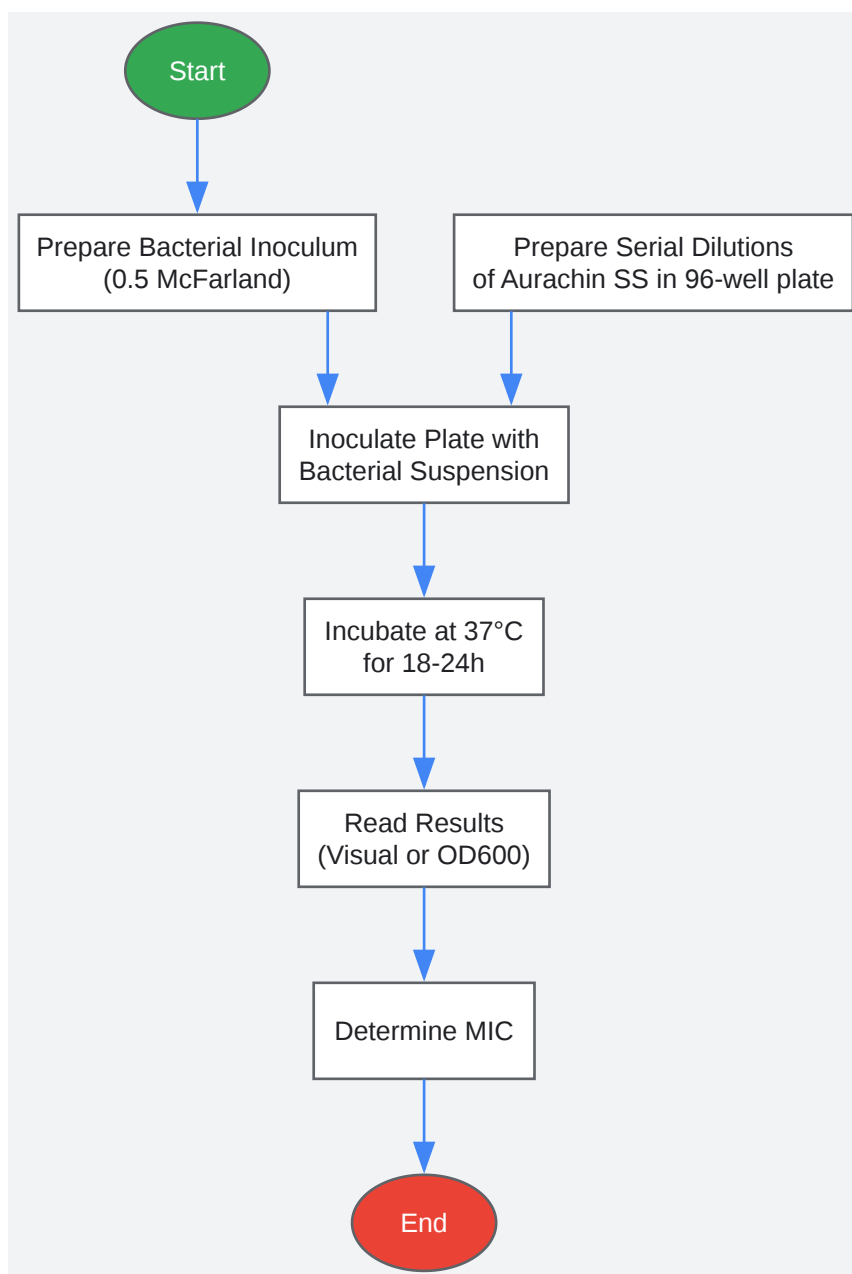 Start
Prepare Bacterial Inoculum
(0.5 McFarland)
Prepare Serial Dilutions
of Aurachin SS in 96-well plate
Inoculate Plate with
Bacterial Suspension
Incubate at 37°C
for 18-24h
Read Results
(Visual or OD600)
Determine MIC
End